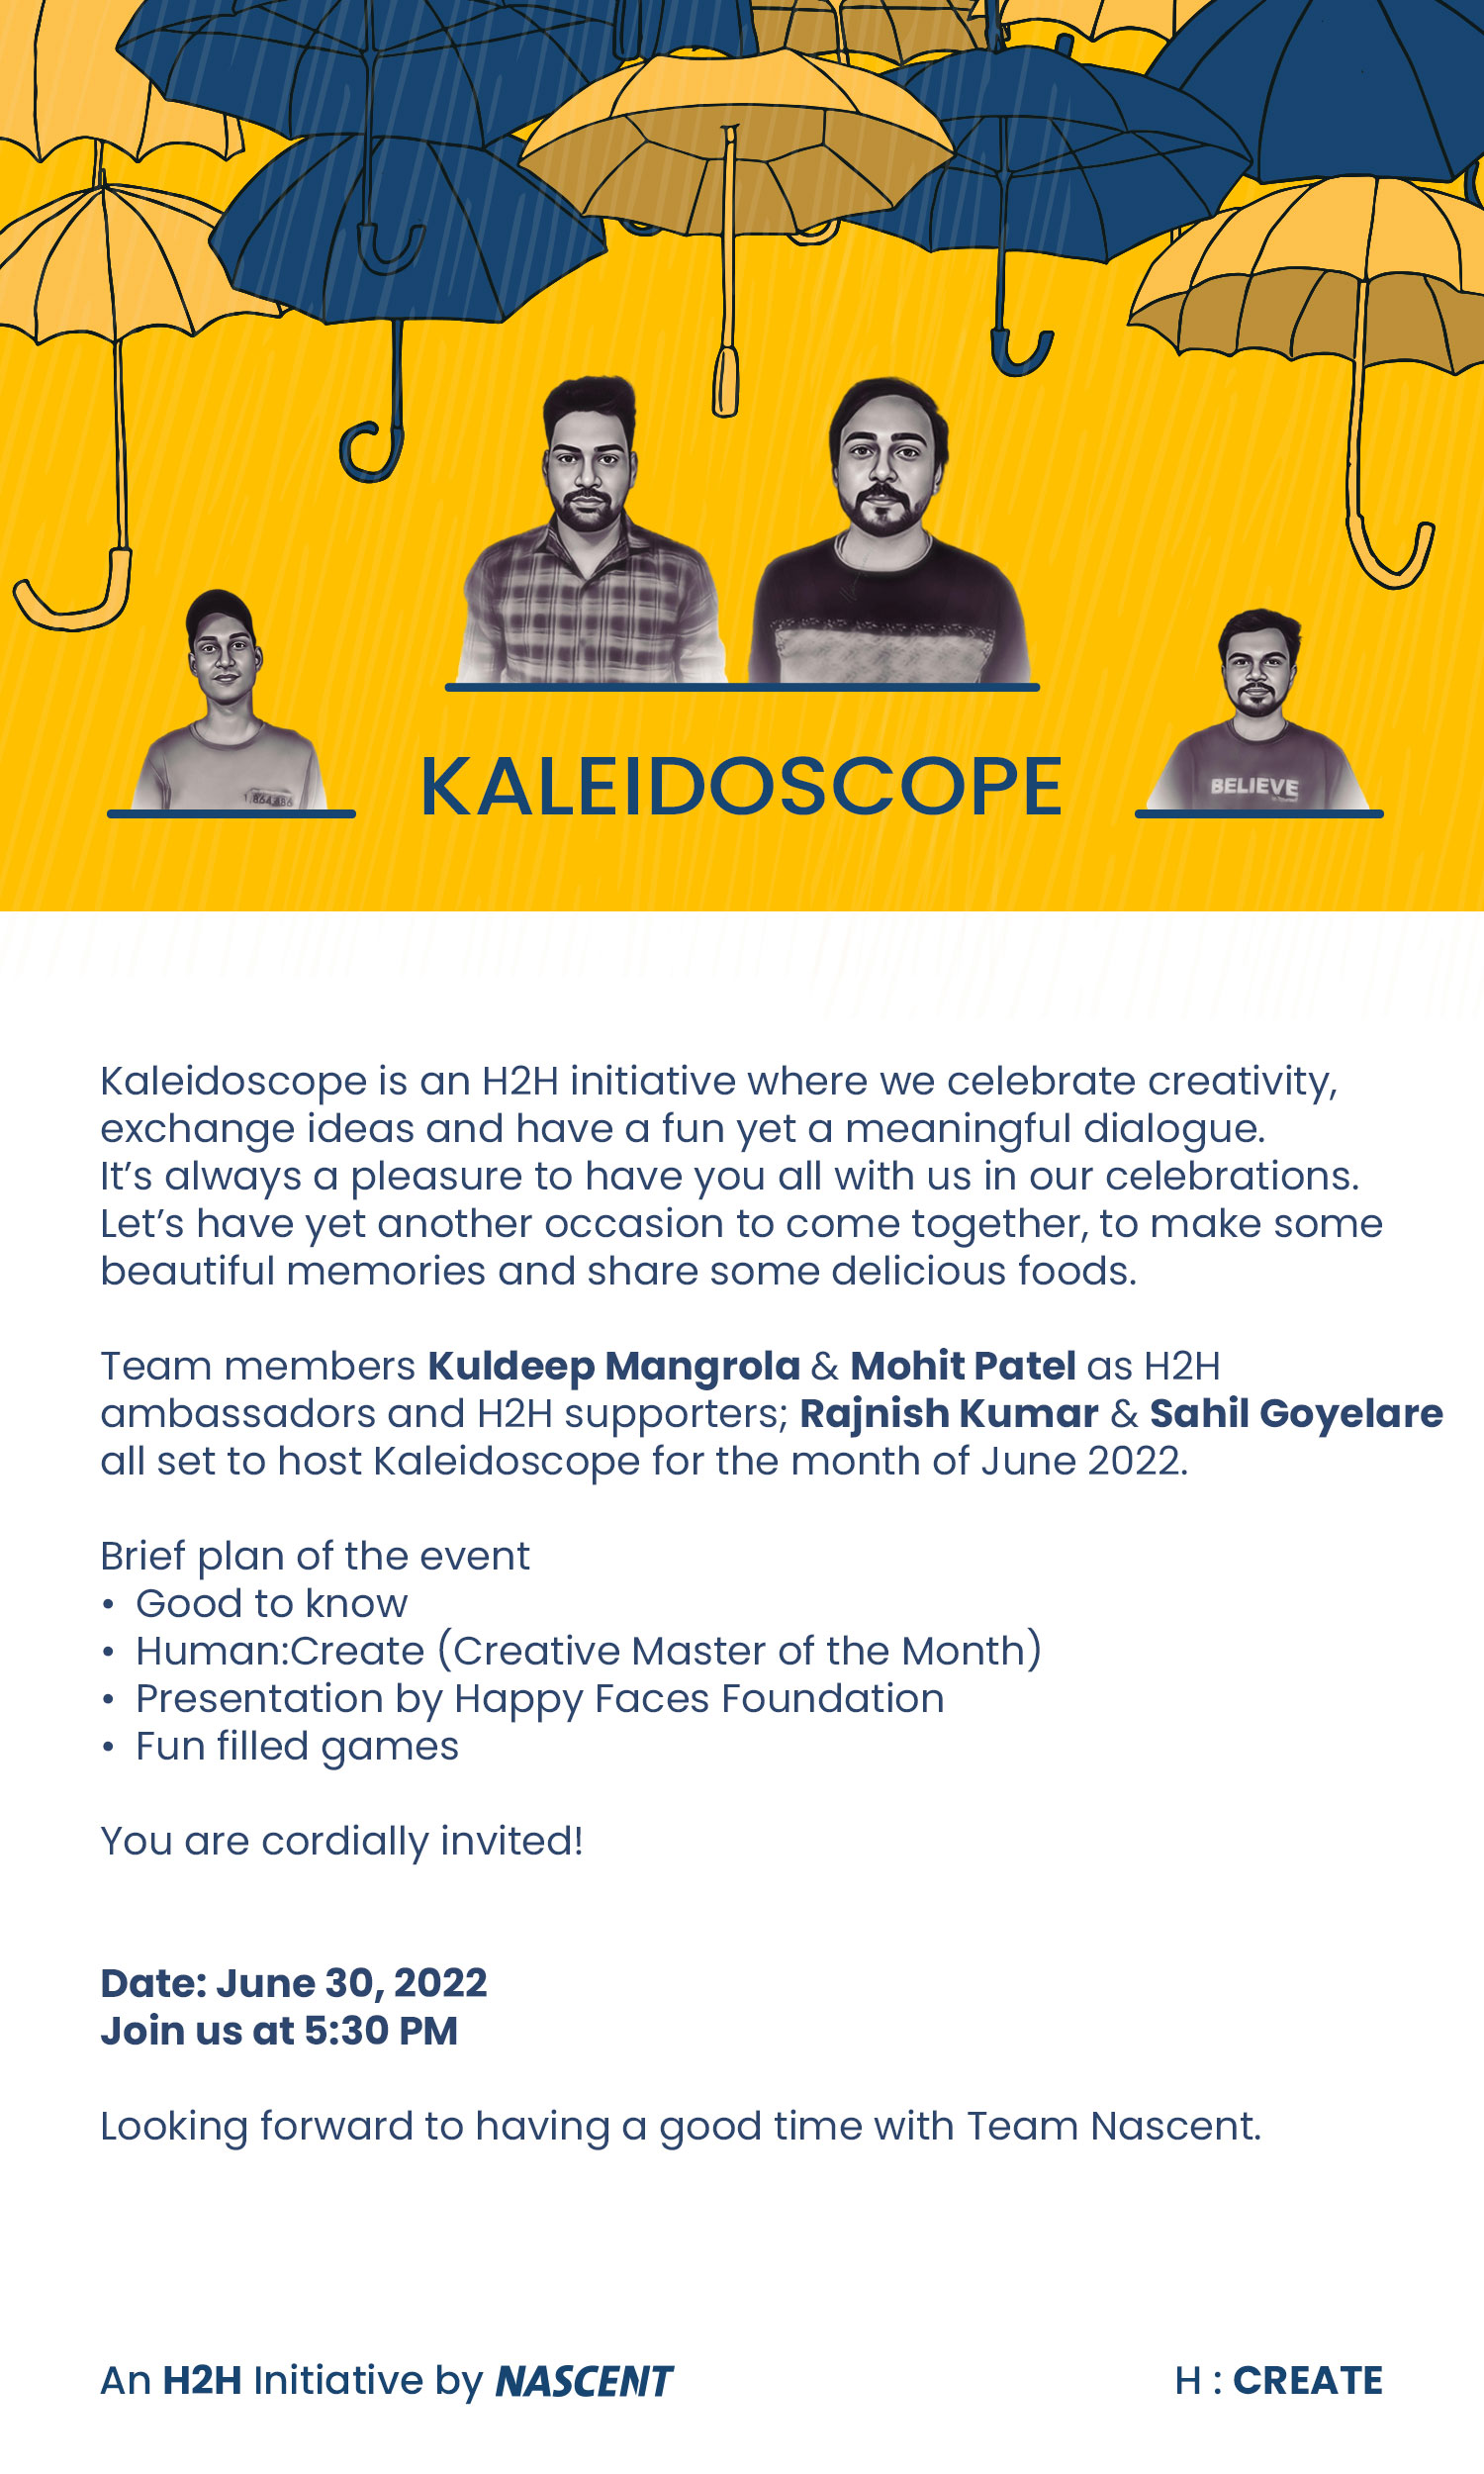 1,864,886
BELIEVE
KALEIDOSCOPE
Kaleidoscope is an H2H initiative where we celebrate creativity,
exchange ideas and have a fun yet a meaningful dialogue.
It’s always a pleasure to have you all with us in our celebrations.
Let’s have yet another occasion to come together, to make some
beautiful memories and share some delicious foods.
Team members Kuldeep Mangrola & Mohit Patel as H2H
ambassadors and H2H supporters; Rajnish Kumar & Sahil Goyelare
all set to host Kaleidoscope for the month of June 2022.
Brief plan of the event
• Good to know
• Human:Create (Creative Master of the Month)
• Presentation by Happy Faces Foundation
• Fun filled games
You are cordially invited!
Date: June 30, 2022
Join us at 5:30 PM
Looking forward to having a good time with Team Nascent.
An H2H Initiative by NASCENT
H : CREATE